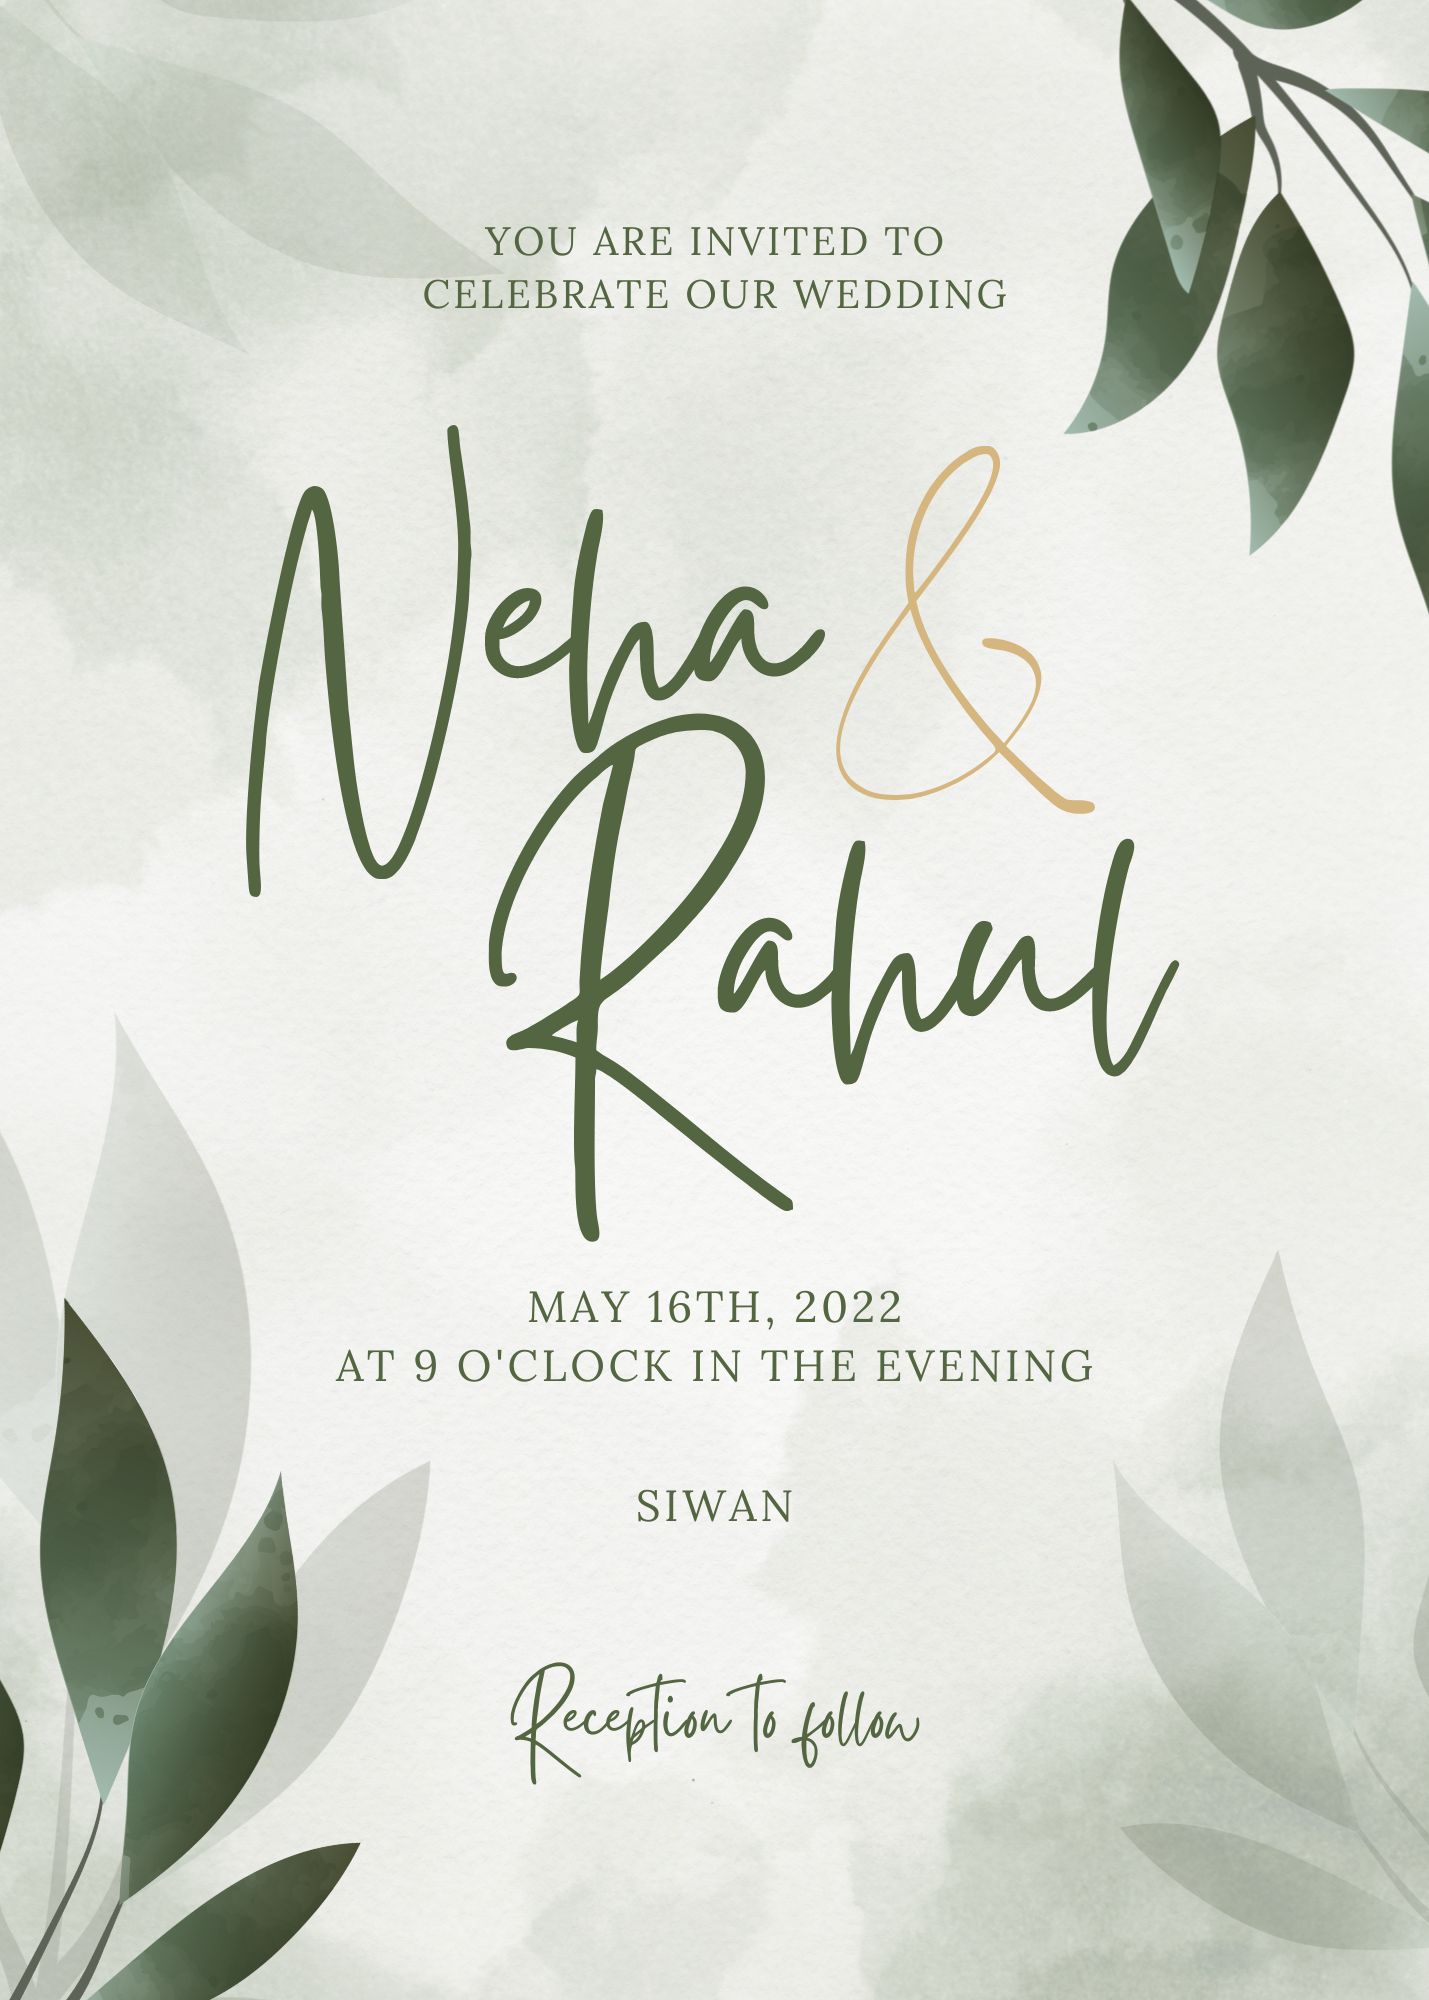 YOU ARE INVITED TO
CELEBRATE OUR WEDDING
Neha &
Rahul
MAY 16TH, 2022
AT 9 O'CLOCK IN THE EVENING
SIWAN
Reception to follow